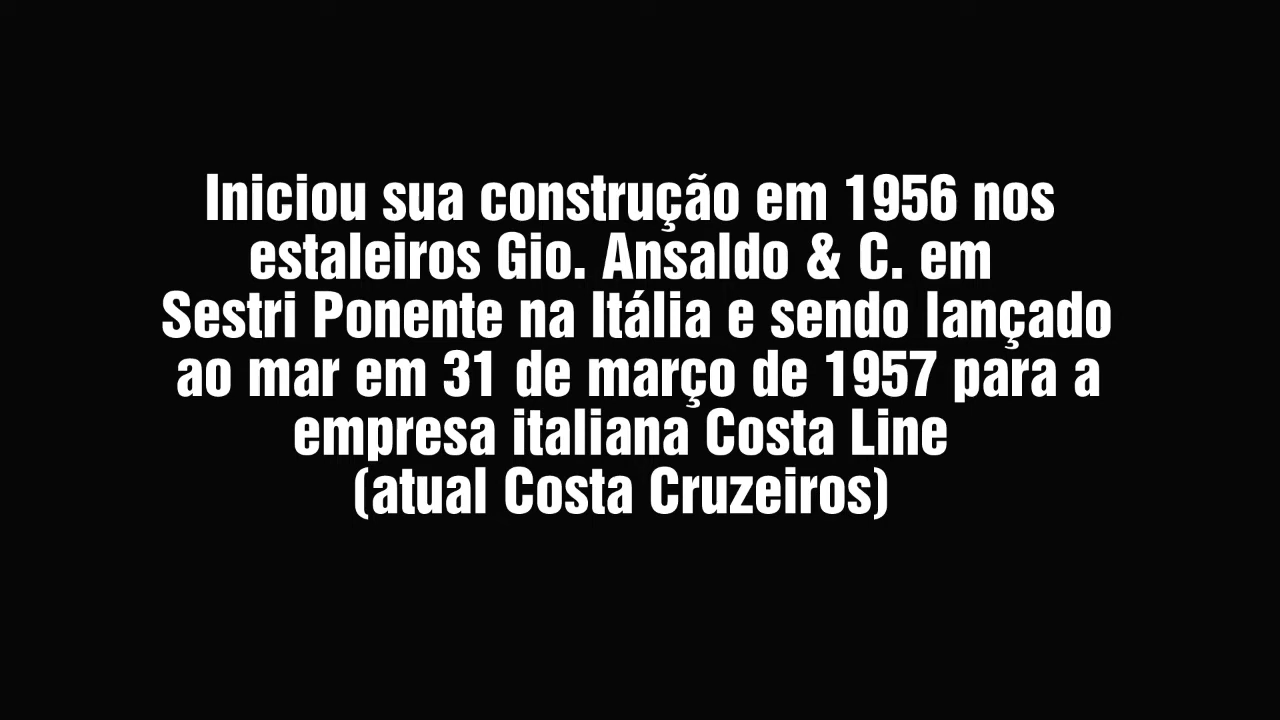 Iniciou sua construção em 1956 nos
estaleiros Gio. Ansaldo & C. em
Sestri Ponente na Itália e sendo lançado
ao mar em 31 de março de 1957 para a
empresa italiana Costa Line
(atual Costa Cruzeiros)